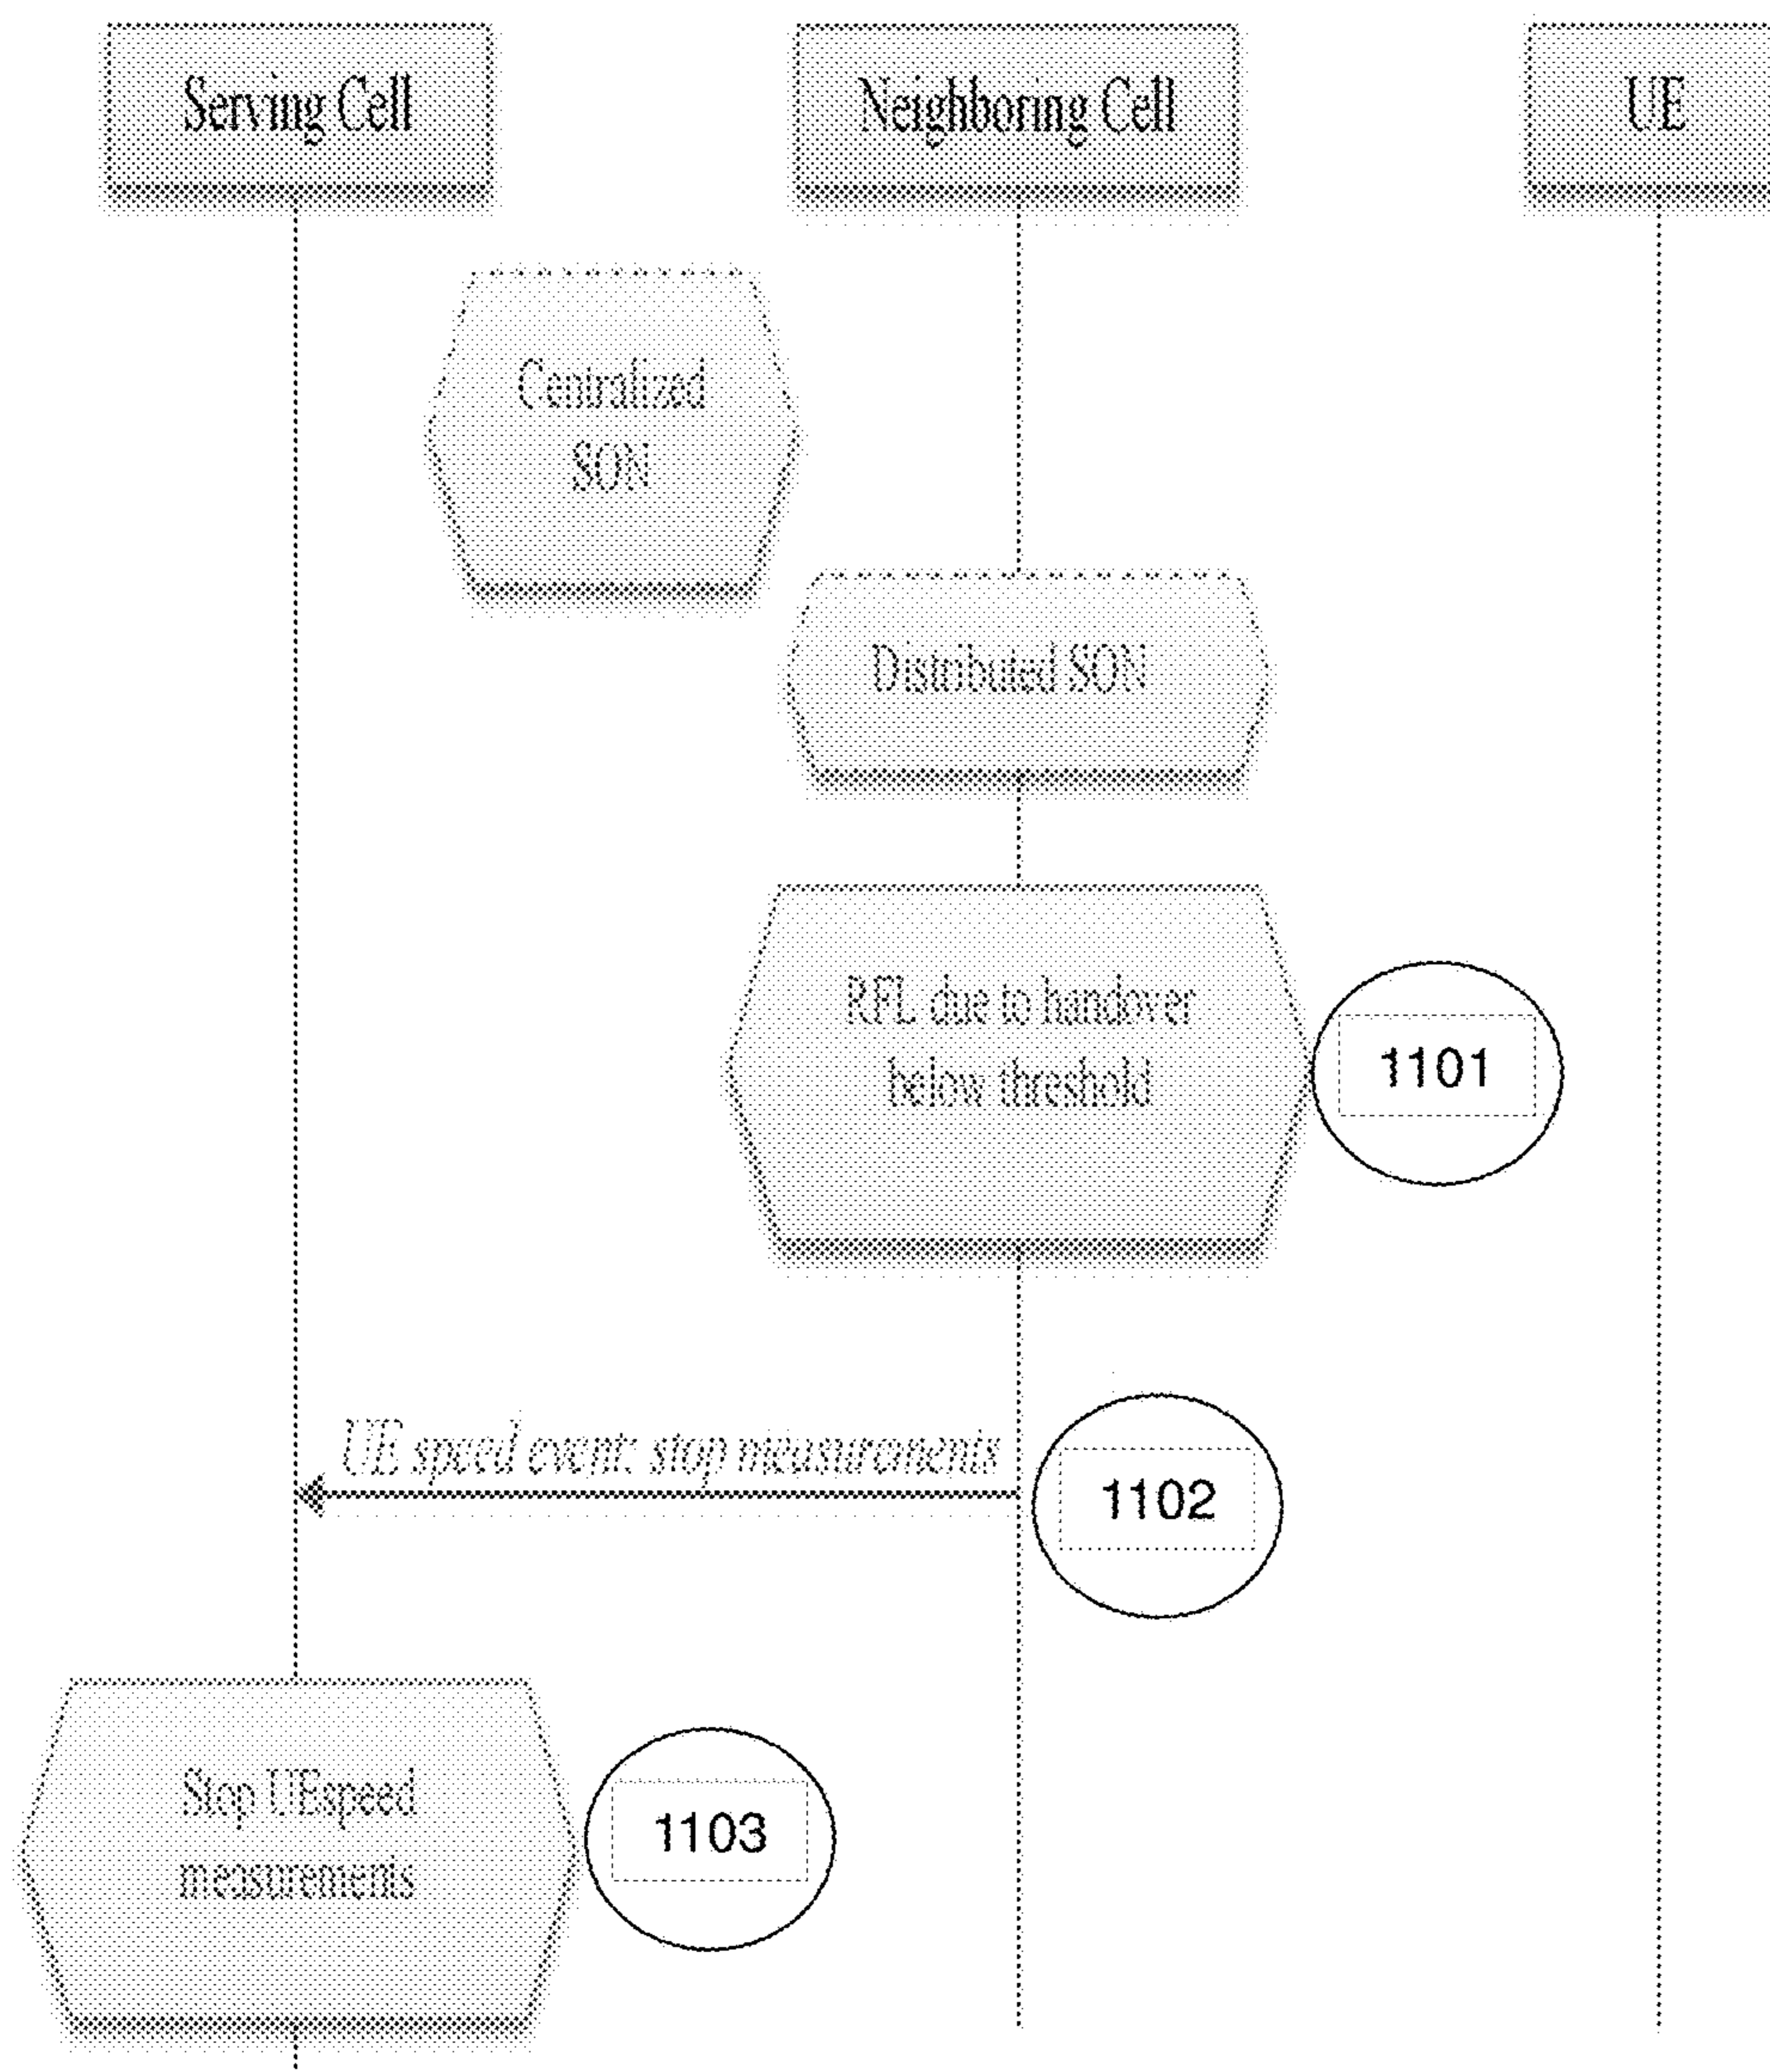 Serving Cell
Neighboring Cell
UE
Centralized
SON
Distributed SON
RFL due to handover
below threshold
1101
UE speed event: stop measurements
1102
Stop UEspeed
measurements
1103